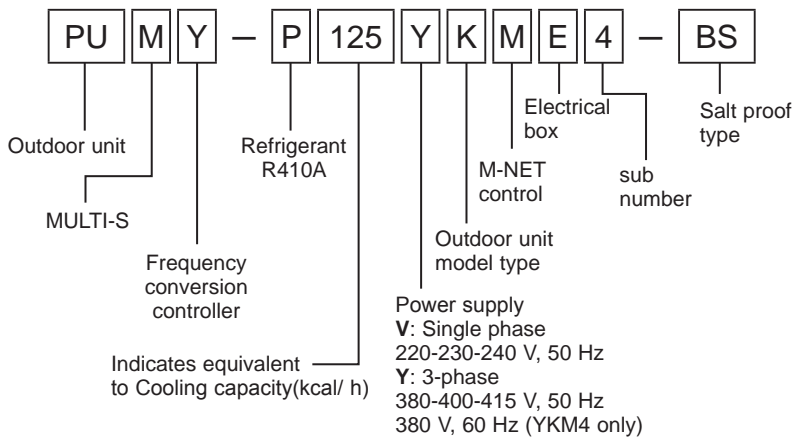 PU M Y – P 125 Y K M E 4 – BS
Outdoor unit
MULTI-S
Frequency
conversion
controller
Refrigerant
R410A
Indicates equivalent
to Cooling capacity(kcal/ h)
Power supply
V: Single phase
220-230-240 V, 50 Hz
Y: 3-phase
380-400-415 V, 50 Hz
380 V, 60 Hz (YKM4 only)
Outdoor unit
model type
M-NET
control
Electrical
box
sub
number
Salt proof
type